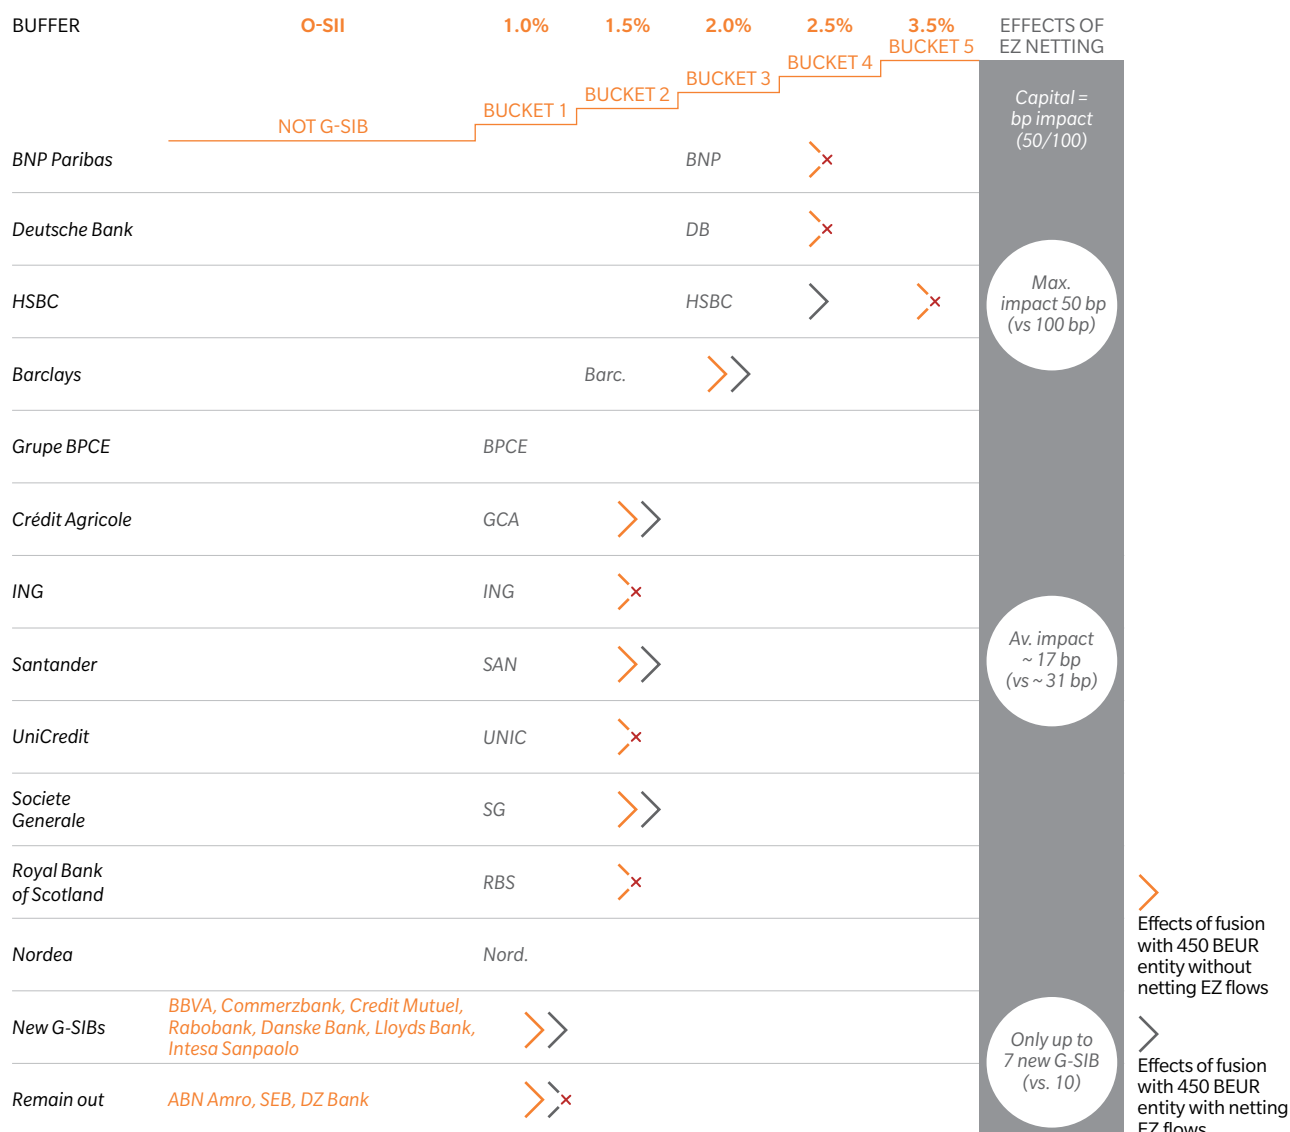 BUFFER O-SII 1.0% 1.5% 2.0% 2.5% 3.5% EFFECTS OF
EZ NETTING
BUCKET 5
BUCKET 4
BUCKET 3
BUCKET 2
BUCKET 1
NOT G-SIB
Capital =
bp impact
(50/100)
BNP Paribas BNP
Deutsche Bank DB
HSBC HSBC
Max.
impact 50 bp
(vs 100 bp)
Barclays Barc.
Grupe BPCE BPCE
Crédit Agricole GCA
ING ING
Santander SAN
Av. impact
~ 17 bp
(vs ~ 31 bp)
UniCredit UNIC
Societe
Generale SG
Royal Bank
of Scotland RBS
Nordea Nord.
New G-SIBs
BBVA, Commerzbank, Credit Mutuel,
Rabobank, Danske Bank, Lloyds Bank,
Intesa Sanpaolo
Only up to
7 new G-SIB
(vs. 10)
Remain out ABN Amro, SEB, DZ Bank
Effects of fusion
with 450 BEUR
entity without
netting EZ flows
Effects of fusion
with 450 BEUR
entity with netting
EZ flows